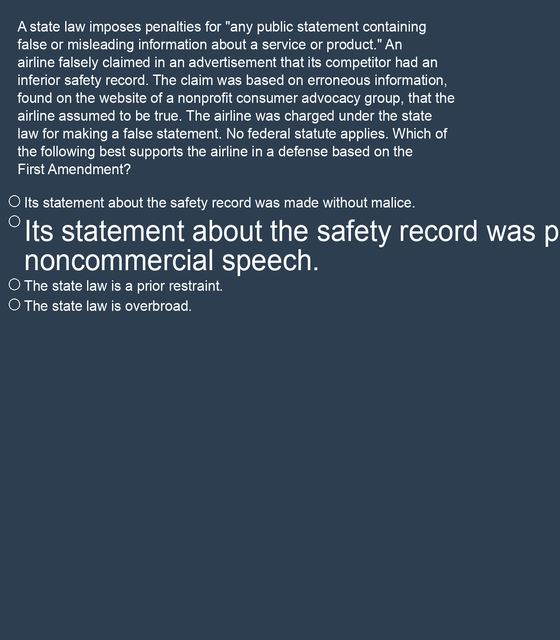 A state law imposes penalties for "any public statement containing
false or misleading information about a service or product." An
airline falsely claimed in an advertisement that its competitor had an
inferior safety record. The claim was based on erroneous information,
found on the website of a nonprofit consumer advocacy group, that the
airline assumed to be true. The airline was charged under the state
law for making a false statement. No federal statute applies. Which of
the following best supports the airline in a defense based on the
First Amendment?
Its statement about the safety record was made without malice.
Its statement about the safety record was
noncommercial speech.
The state law is a prior restraint.
The state law is overbroad.